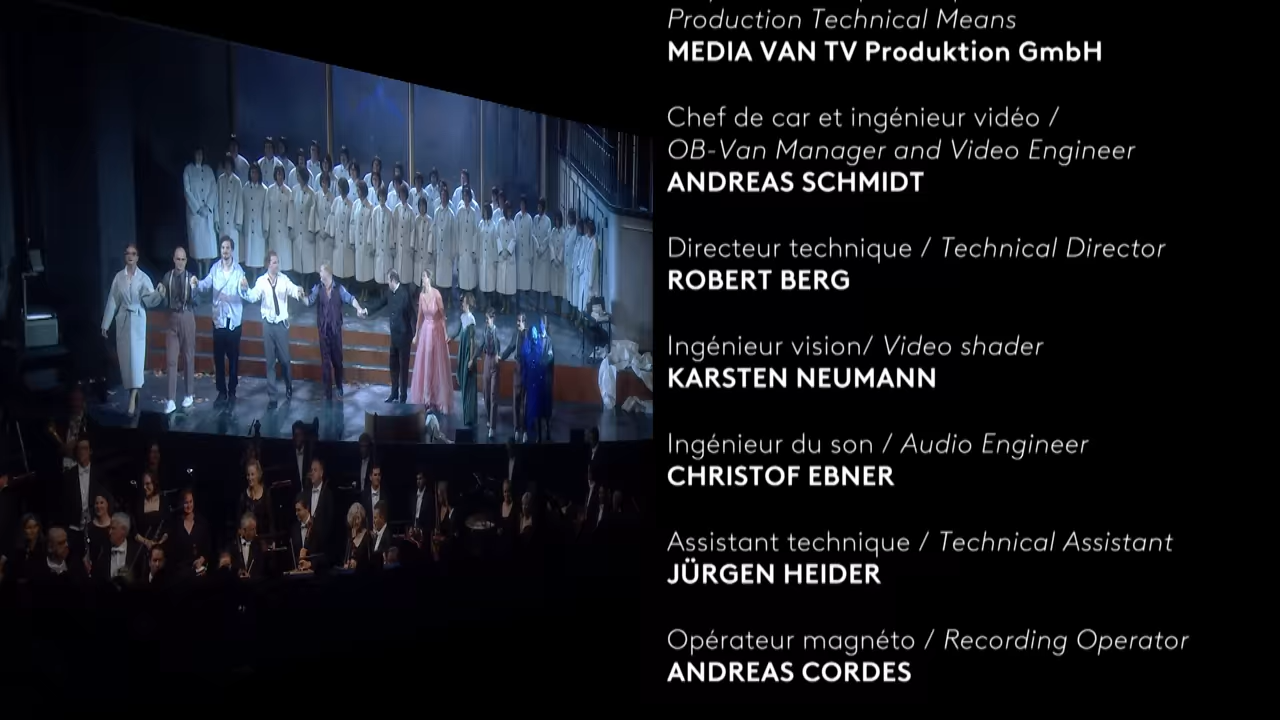 Production Technical Means
MEDIA VAN TV Produktion GmbH
Chef de car et ingénieur vidéo /
OB-Van Manager and Video Engineer
ANDREAS SCHMIDT
Directeur technique / Technical Director
ROBERT BERG
Ingénieur vision/ Video shader
KARSTEN NEUMANN
Ingénieur du son / Audio Engineer
CHRISTOF EBNER
Assistant technique / Technical Assistant
JÜRGEN HEIDER
Opérateur magnéto / Recording Operator
ANDREAS CORDES